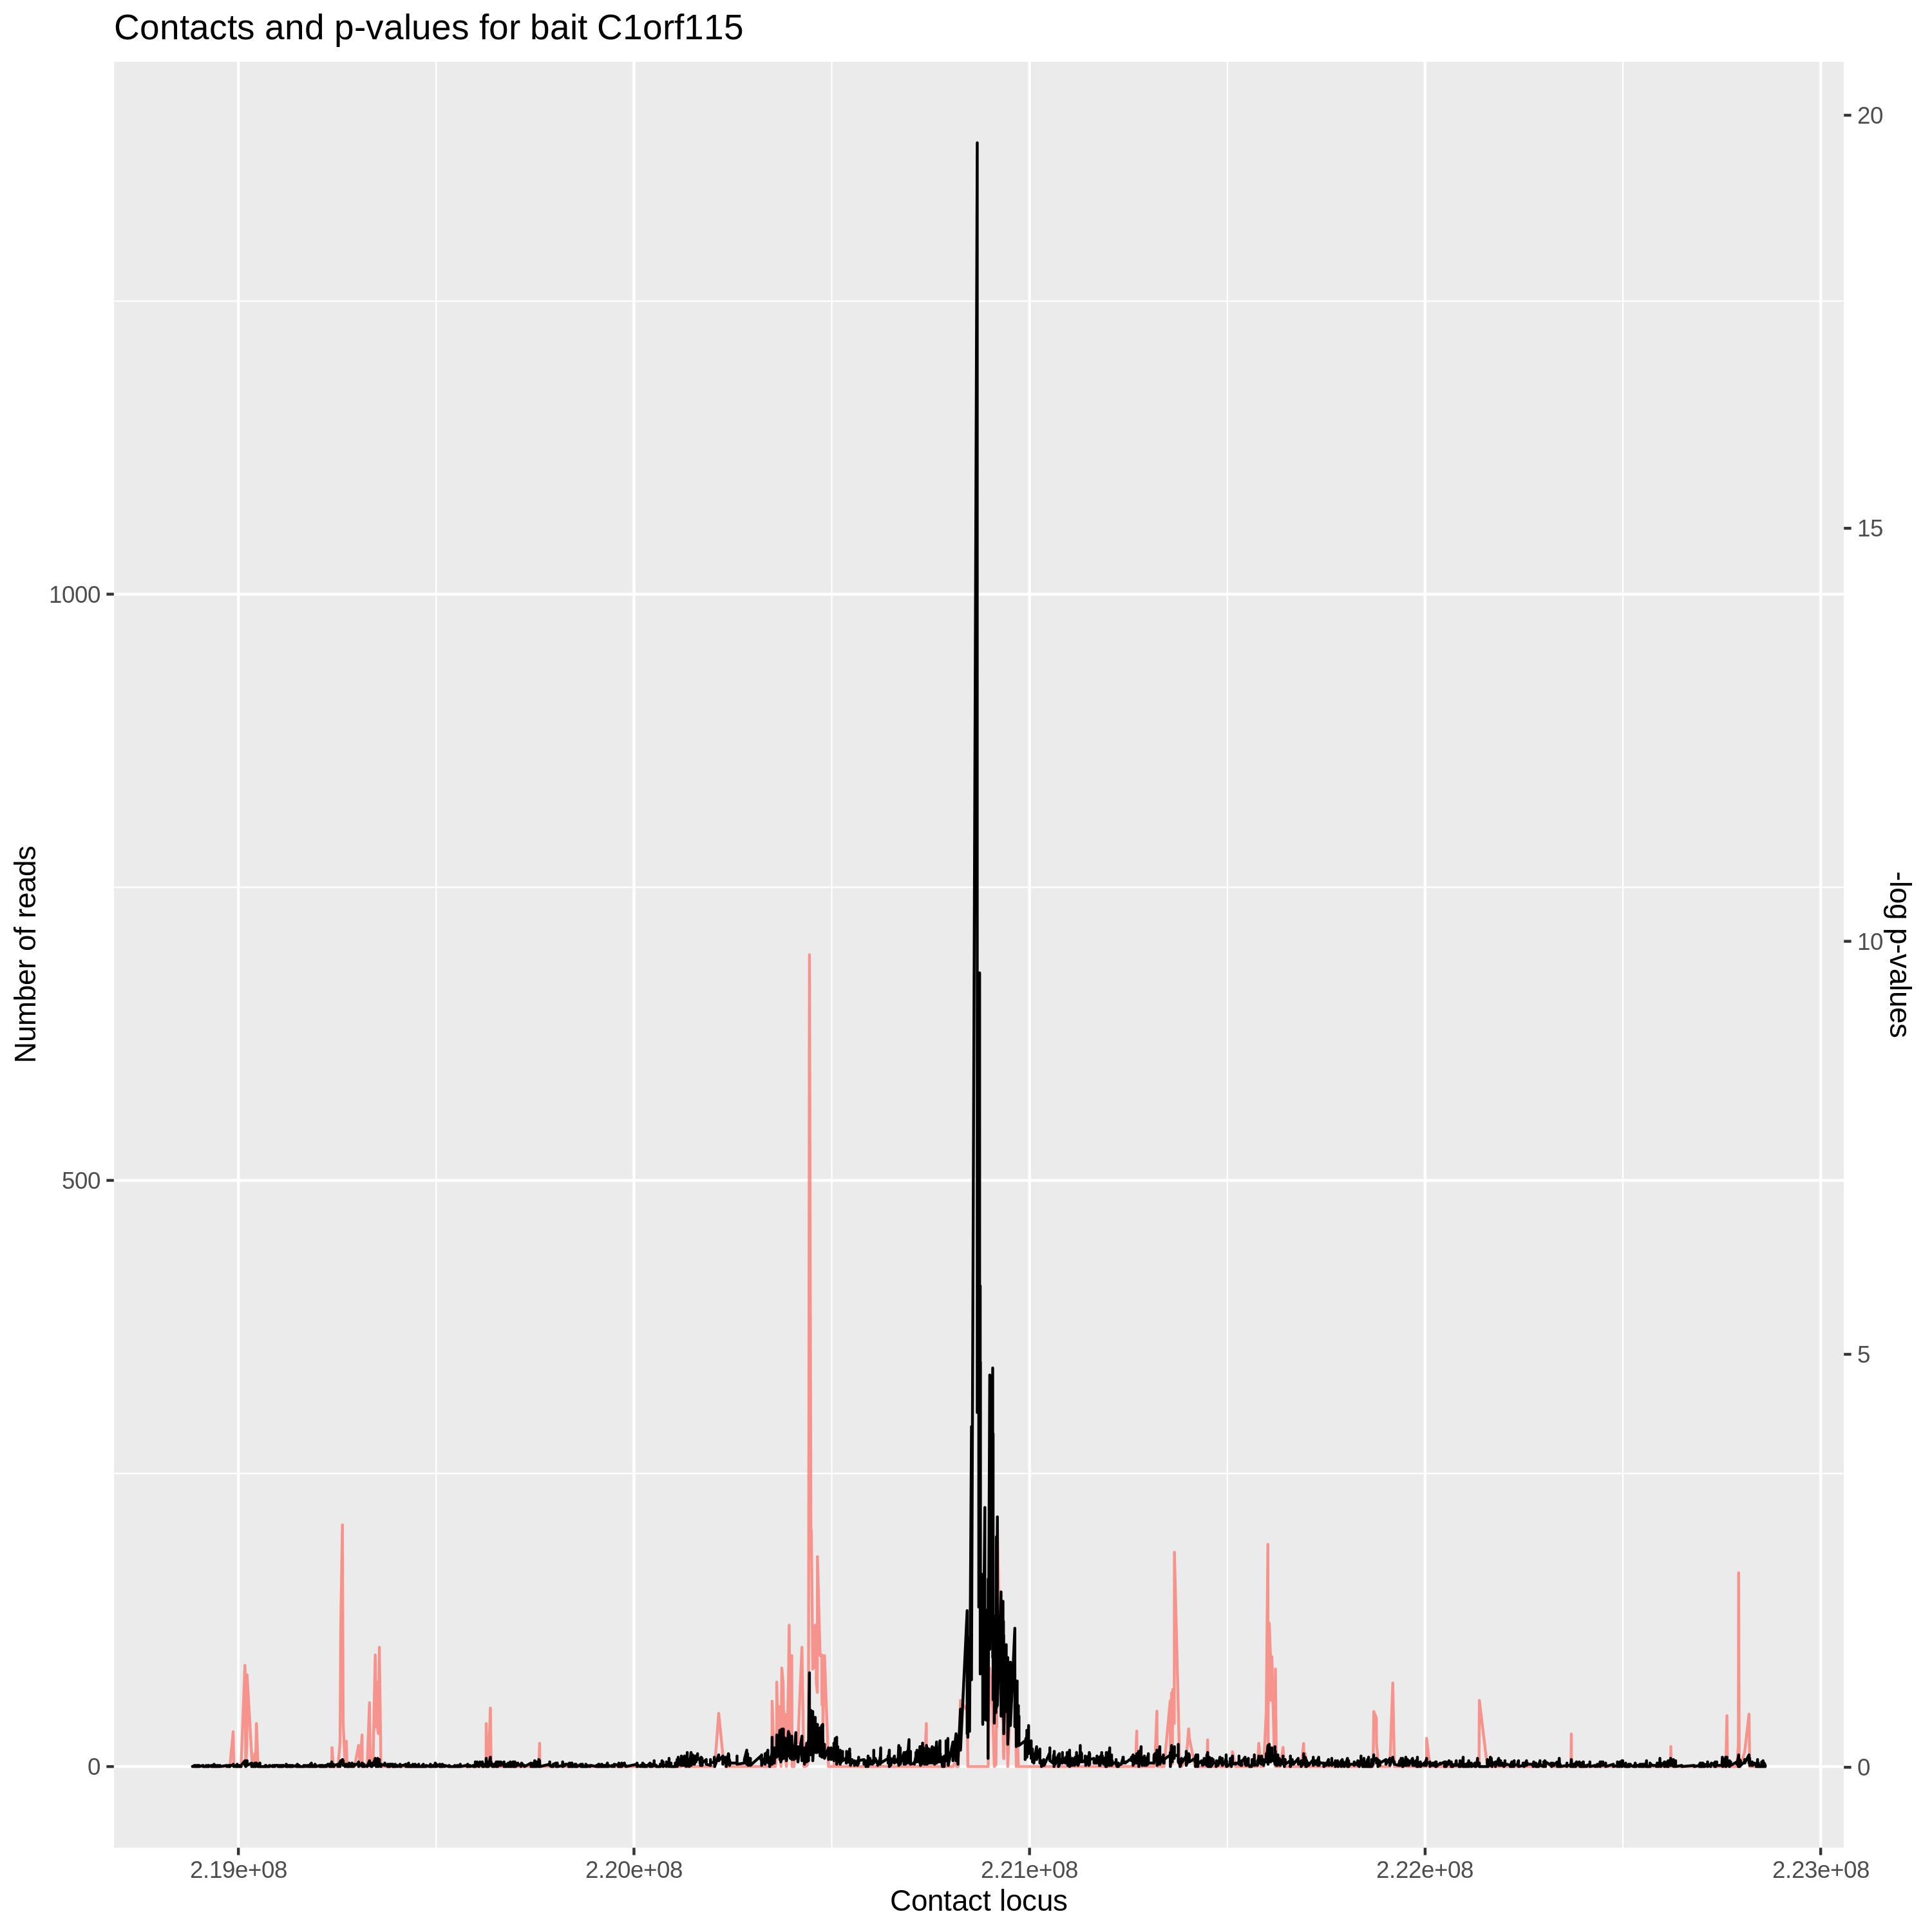 Contacts and p-values for bait C1orf115
20
15
1000
10
500
5
0
0
Number of reads
-log p-values
2.19e+08
2.20e+08
2.21e+08
2.22e+08
2.23e+08
Contact locus